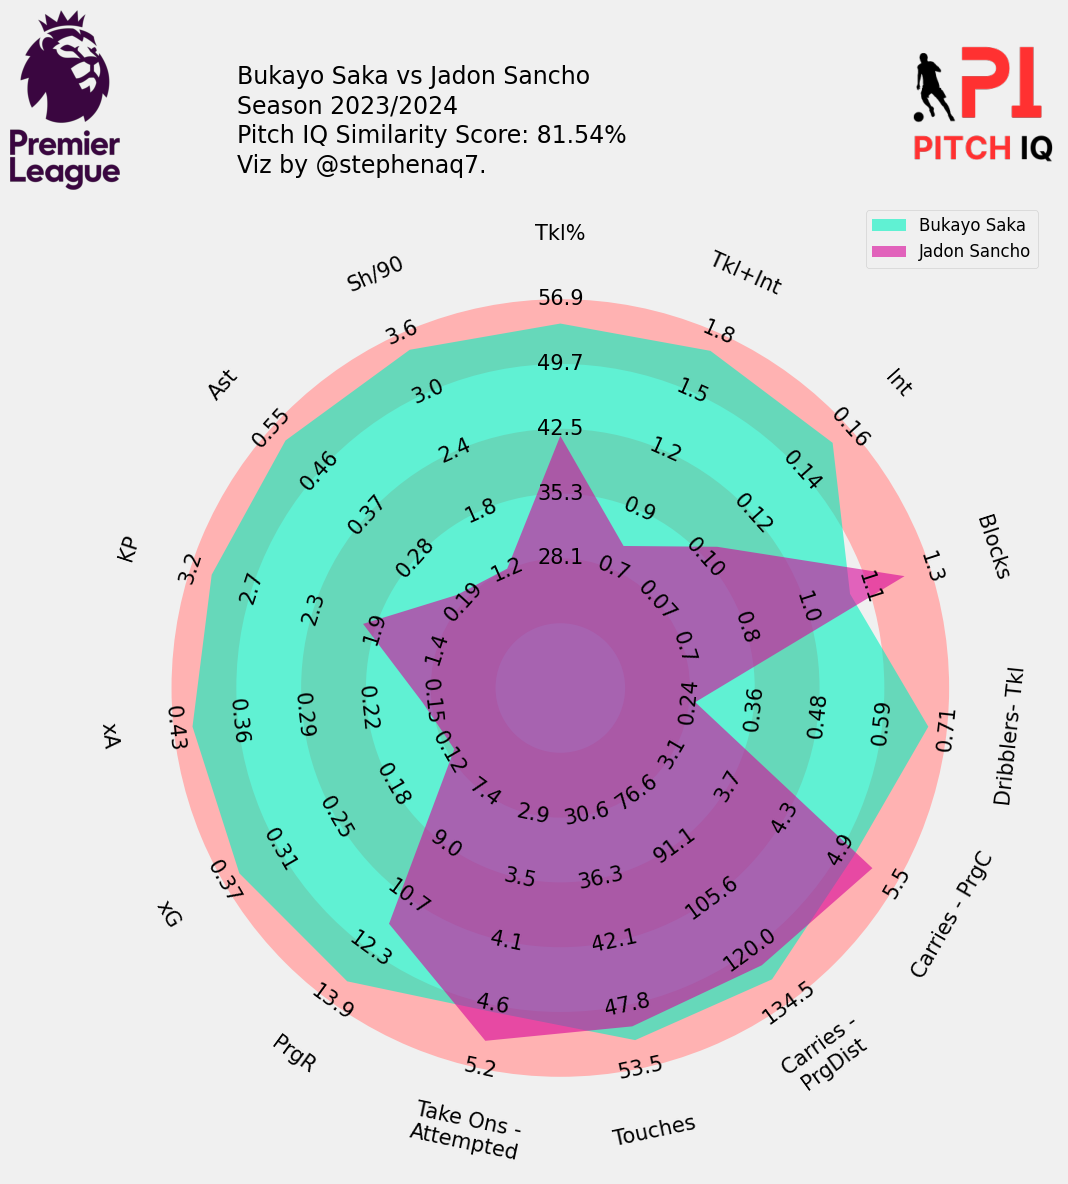 Premier
League
Bukayo Saka vs Jadon Sancho
Season 2023/2024
Pitch IQ Similarity Score: 81.54%
Viz by @stephenaq7.
PI
PITCH IQ
Bukayo Saka
Jadon Sancho
Tkl%
28.1
35.3
42.5
49.7
56.9
Tkl+Int
0.7
0.9
1.2
1.5
1.8
Int
0.07
0.10
0.12
0.14
0.16
Blocks
0.7
0.8
1.0
1.1
1.3
Dribblers- Tkl
0.24
0.36
0.48
0.59
0.71
Carries - PrgC
3.1
3.7
4.3
4.9
5.5
Carries -
PrgDist
76.6
91.1
105.6
120.0
134.5
Touches
30.6
36.3
42.1
47.8
53.5
Take Ons -
Attempted
2.9
3.5
4.1
4.6
5.2
PrgR
7.4
9.0
10.7
12.3
13.9
xG
0.12
0.18
0.25
0.31
0.37
xA
0.15
0.22
0.29
0.36
0.43
KP
1.4
1.9
2.3
2.7
3.2
Ast
0.19
0.28
0.37
0.46
0.55
Sh/90
1.2
1.8
2.4
3.0
3.6